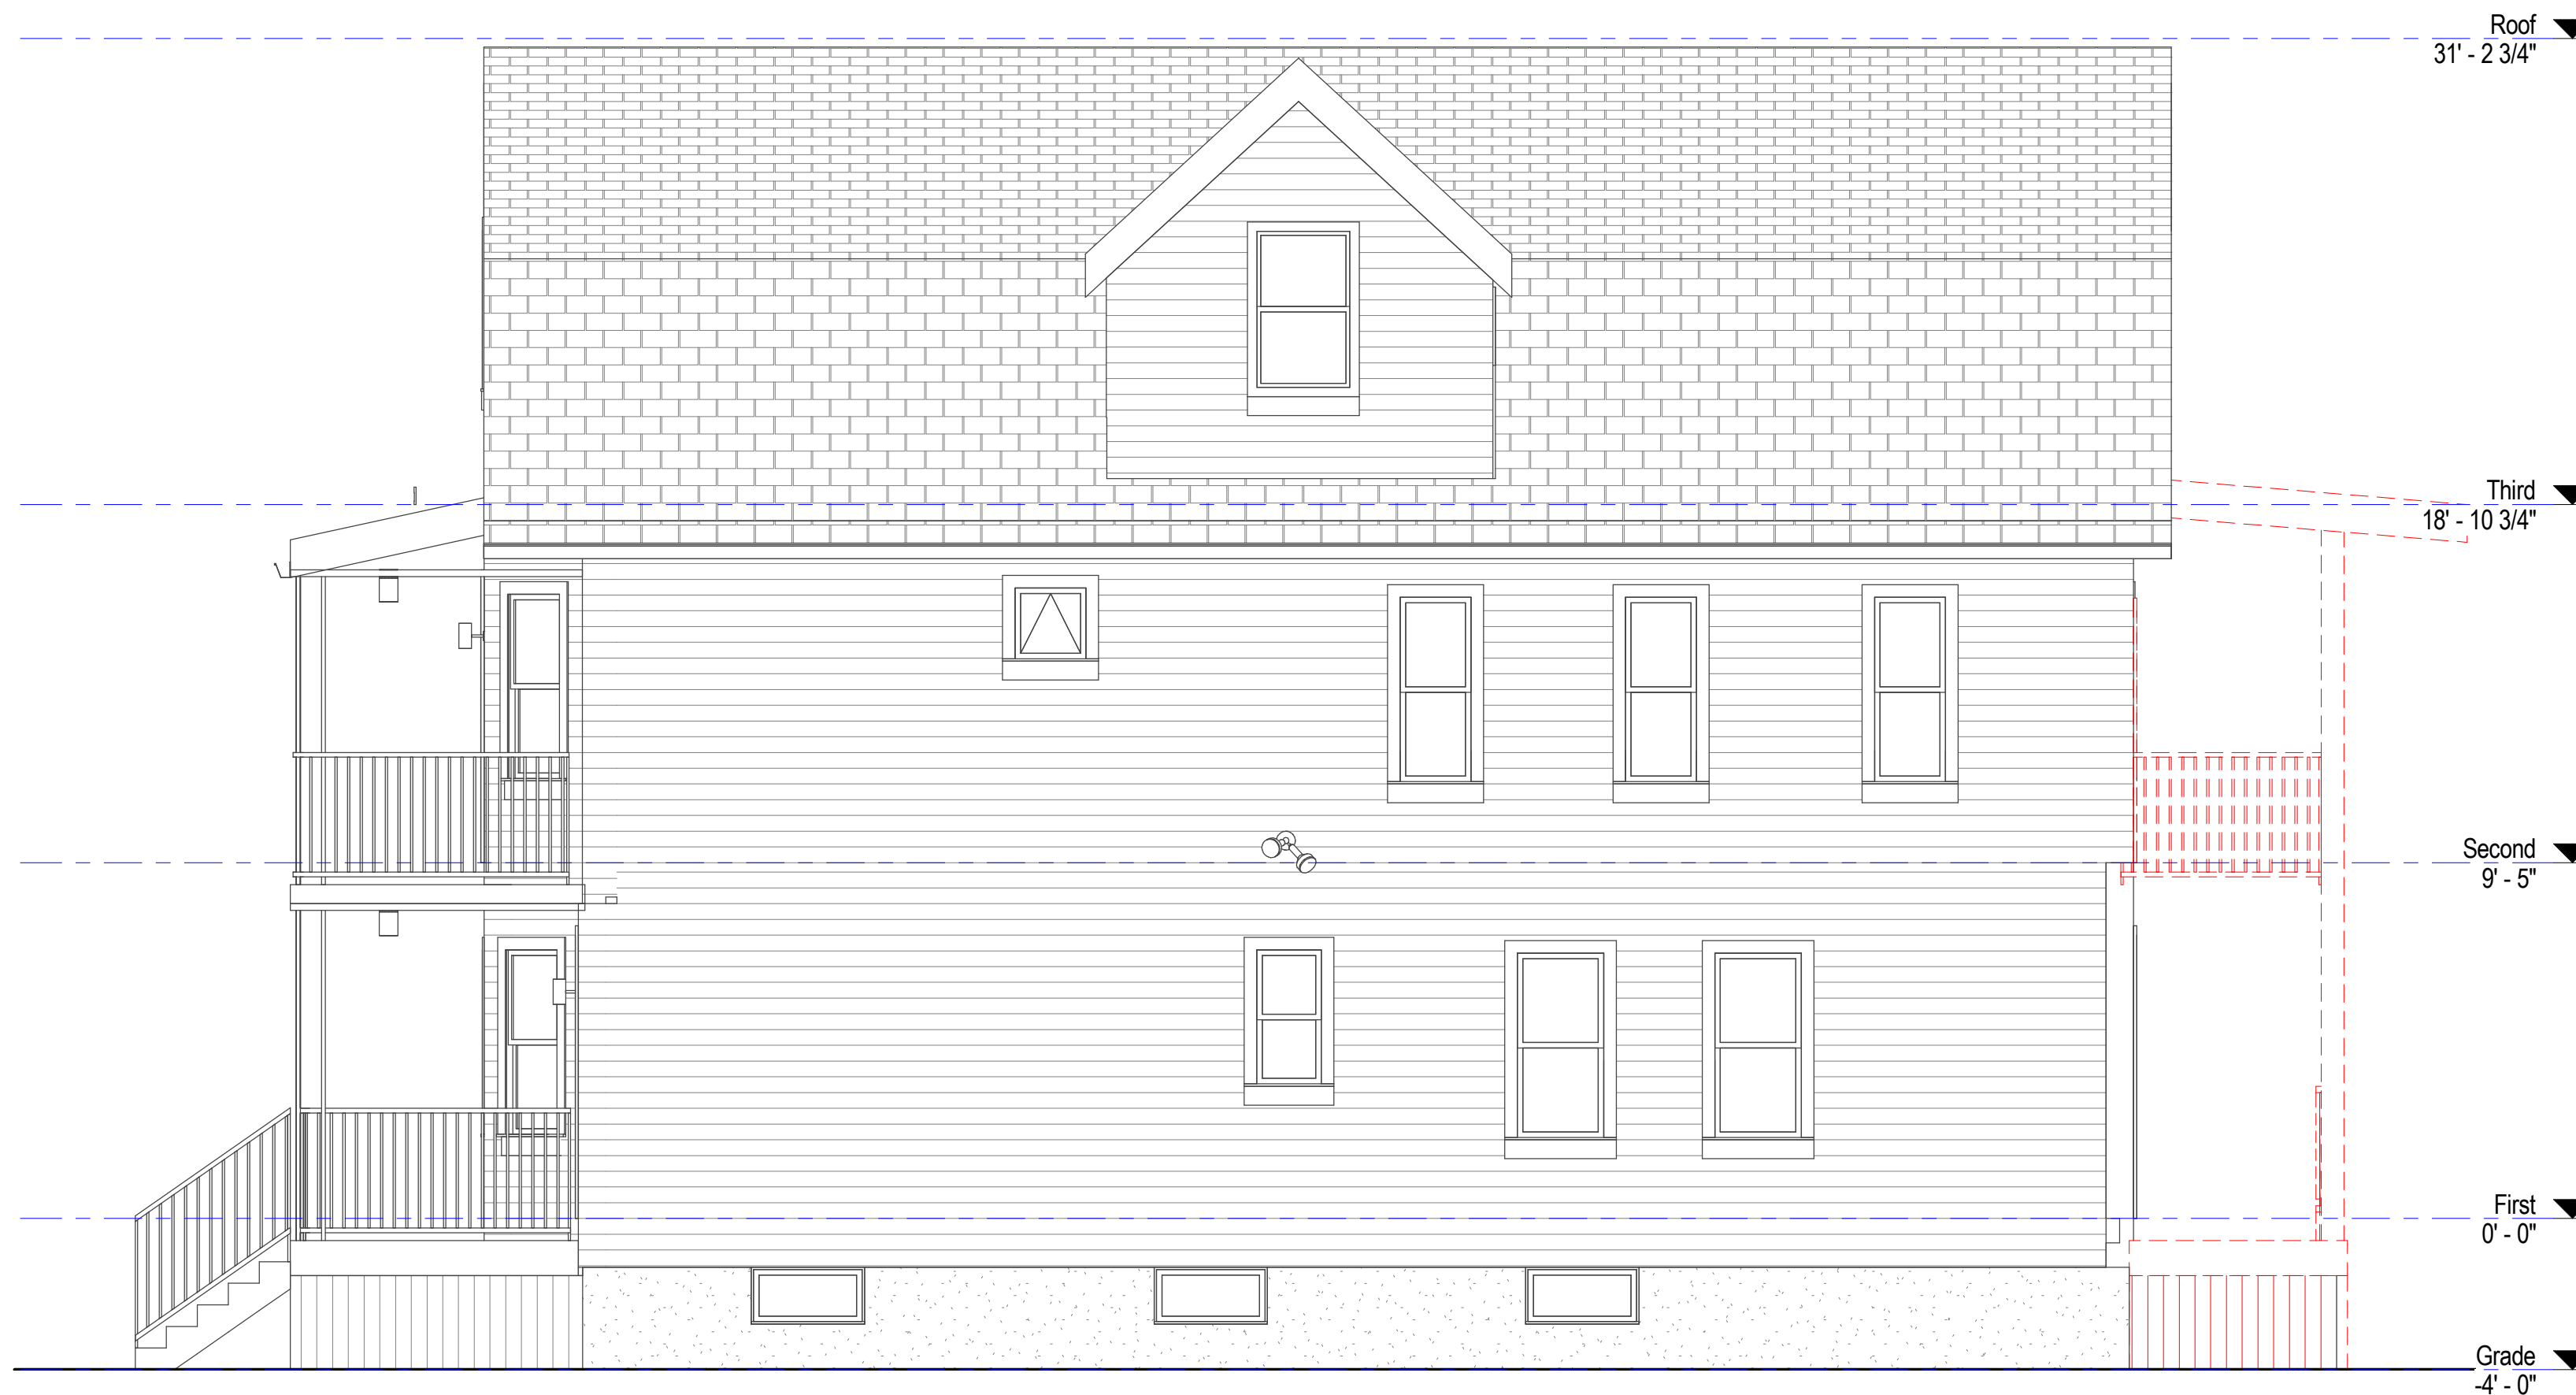 Roof
31' - 2 3/4"
Third
18' - 10 3/4"
Second
9' - 5"
First
0' - 0"
Grade
-4' - 0"